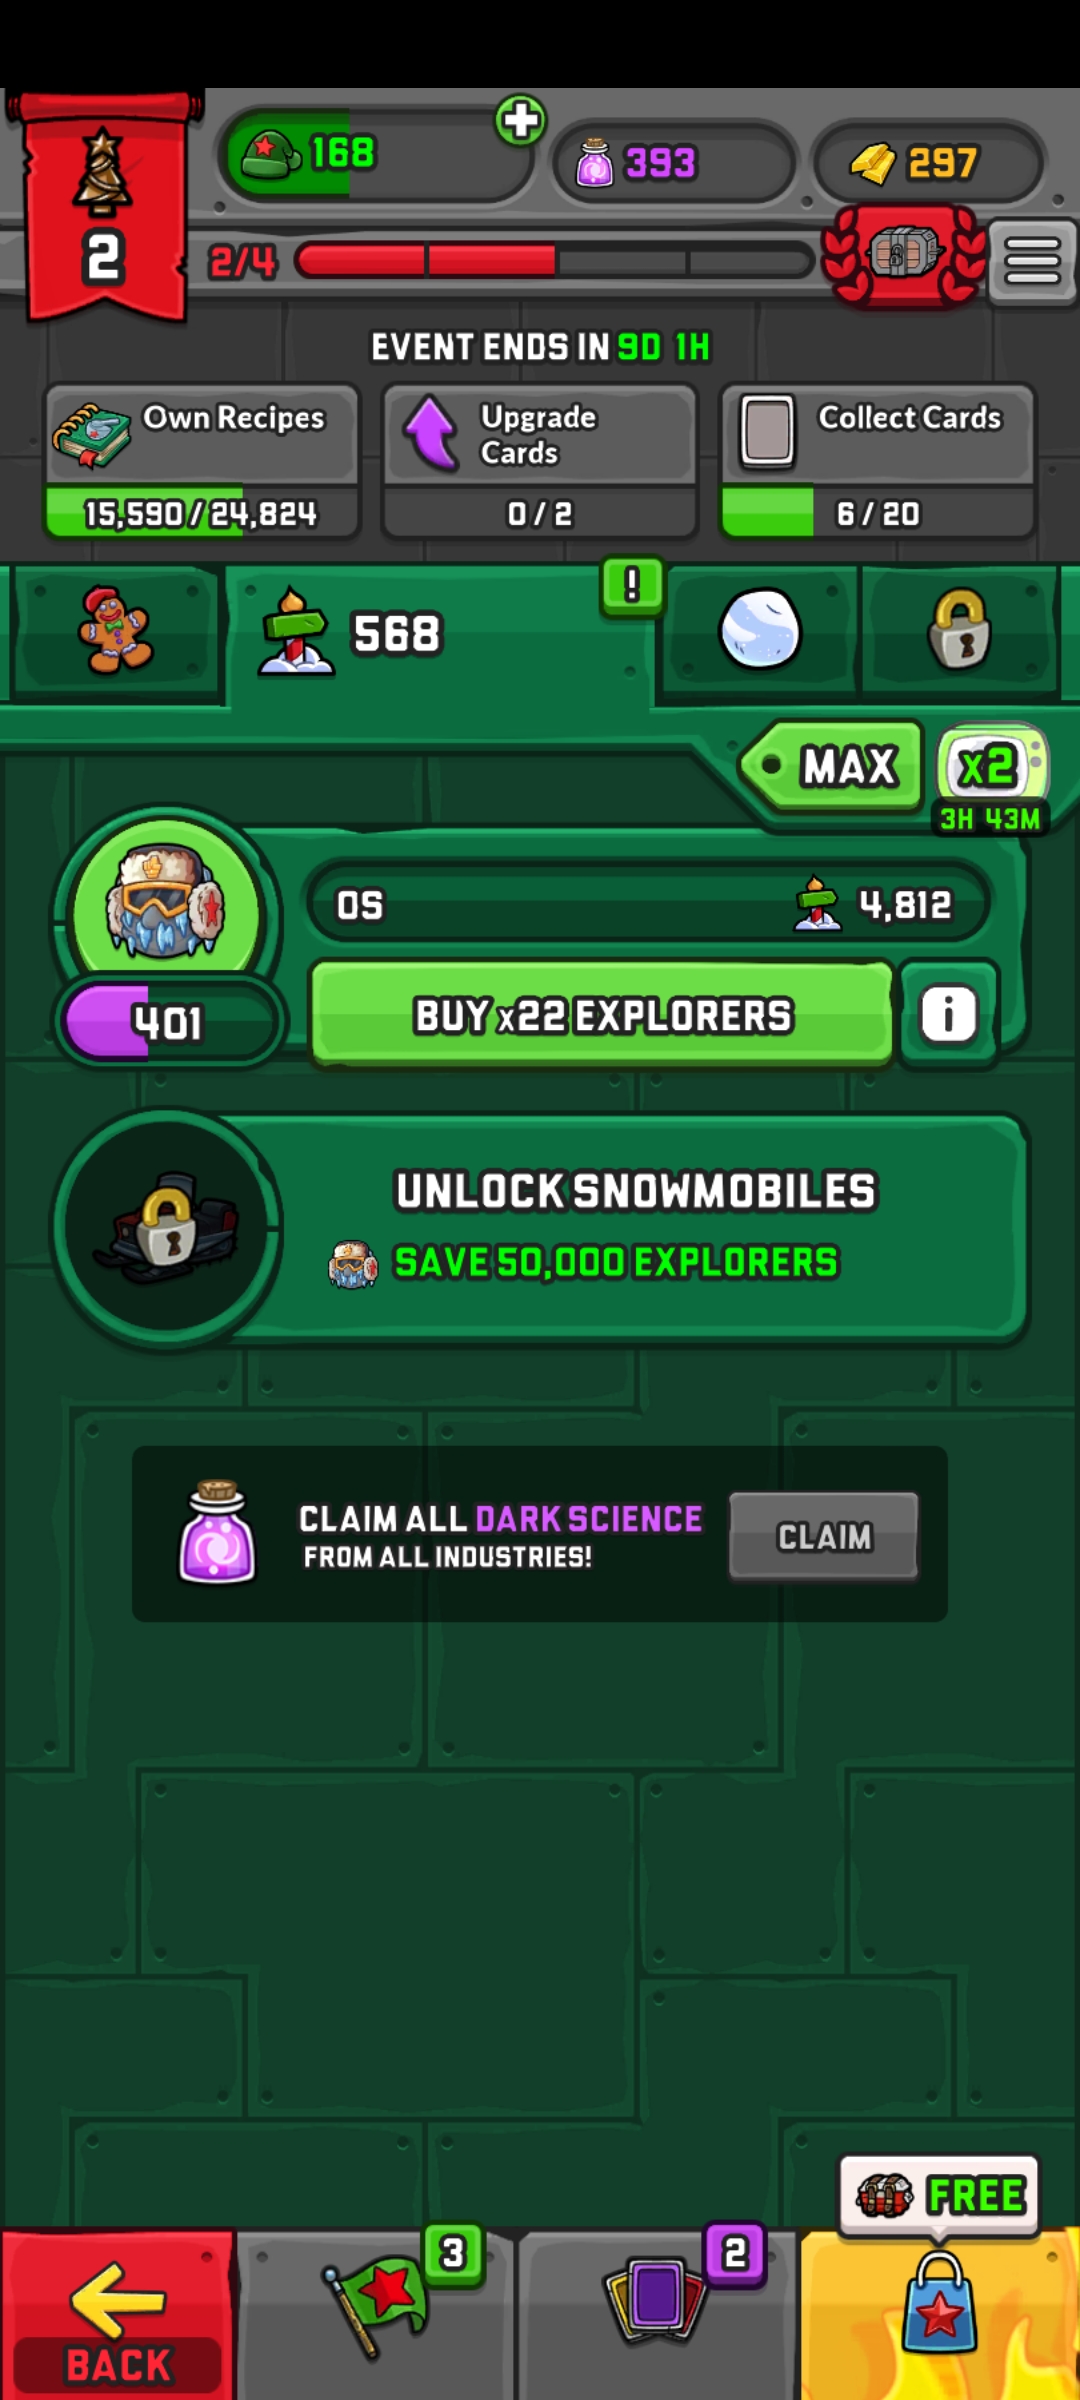 168
393
297
2
2/4
EVENT ENDS IN 9D 1H
Own Recipes
15,590/24,824
Upgrade
Cards
0/2
Collect Cards
6/20
568
!
MAX
x2
3H 43M
0S
4,812
401
BUY x22 EXPLORERS
i
UNLOCK SNOWMOBILES
SAVE 50,000 EXPLORERS
CLAIM ALL DARK SCIENCE
FROM ALL INDUSTRIES!
CLAIM
FREE
3
2
BACK